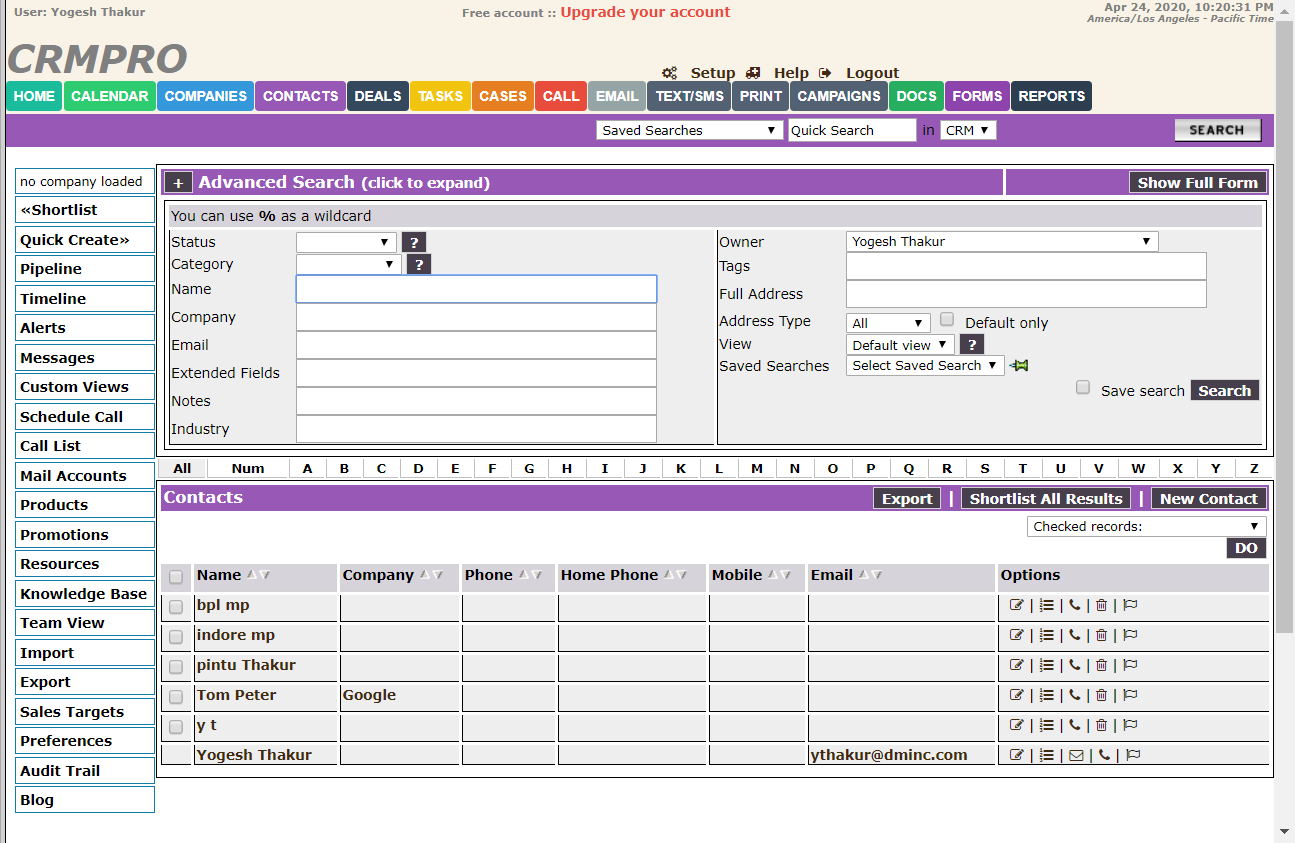 User: Yogesh Thakur
Free account :: Upgrade your account
Apr 24, 2020, 10:20:31 PM
America/Los Angeles - Pacific Time
CRMPRO
Setup Help Logout
HOME CALENDAR COMPANIES CONTACTS DEALS TASKS CASES CALL EMAIL TEXT/SMS PRINT CAMPAIGNS DOCS FORMS REPORTS
Saved Searches Quick Search in CRM SEARCH
no company loaded
«Shortlist
Quick Create»
Pipeline
Timeline
Alerts
Messages
Custom Views
Schedule Call
Call List
Mail Accounts
Products
Promotions
Resources
Knowledge Base
Team View
Import
Export
Sales Targets
Preferences
Audit Trail
Blog
+ Advanced Search (click to expand) Show Full Form
You can use % as a wildcard
Status ?
Category ?
Name
Company
Email
Extended Fields
Notes
Industry
Owner Yogesh Thakur
Tags
Full Address
Address Type All Default only
View Default view ?
Saved Searches Select Saved Search
Save search Search
All Num A B C D E F G H I J K L M N O P Q R S T U V W X Y Z
Contacts Export | Shortlist All Results | New Contact
Checked records:
DO
Name Company Phone Home Phone Mobile Email Options
bpl mp | | | |
indore mp | | | |
pintu Thakur | | | |
Tom Peter Google | | | |
y t | | | |
Yogesh Thakur ythakur@dminc.com | | | |